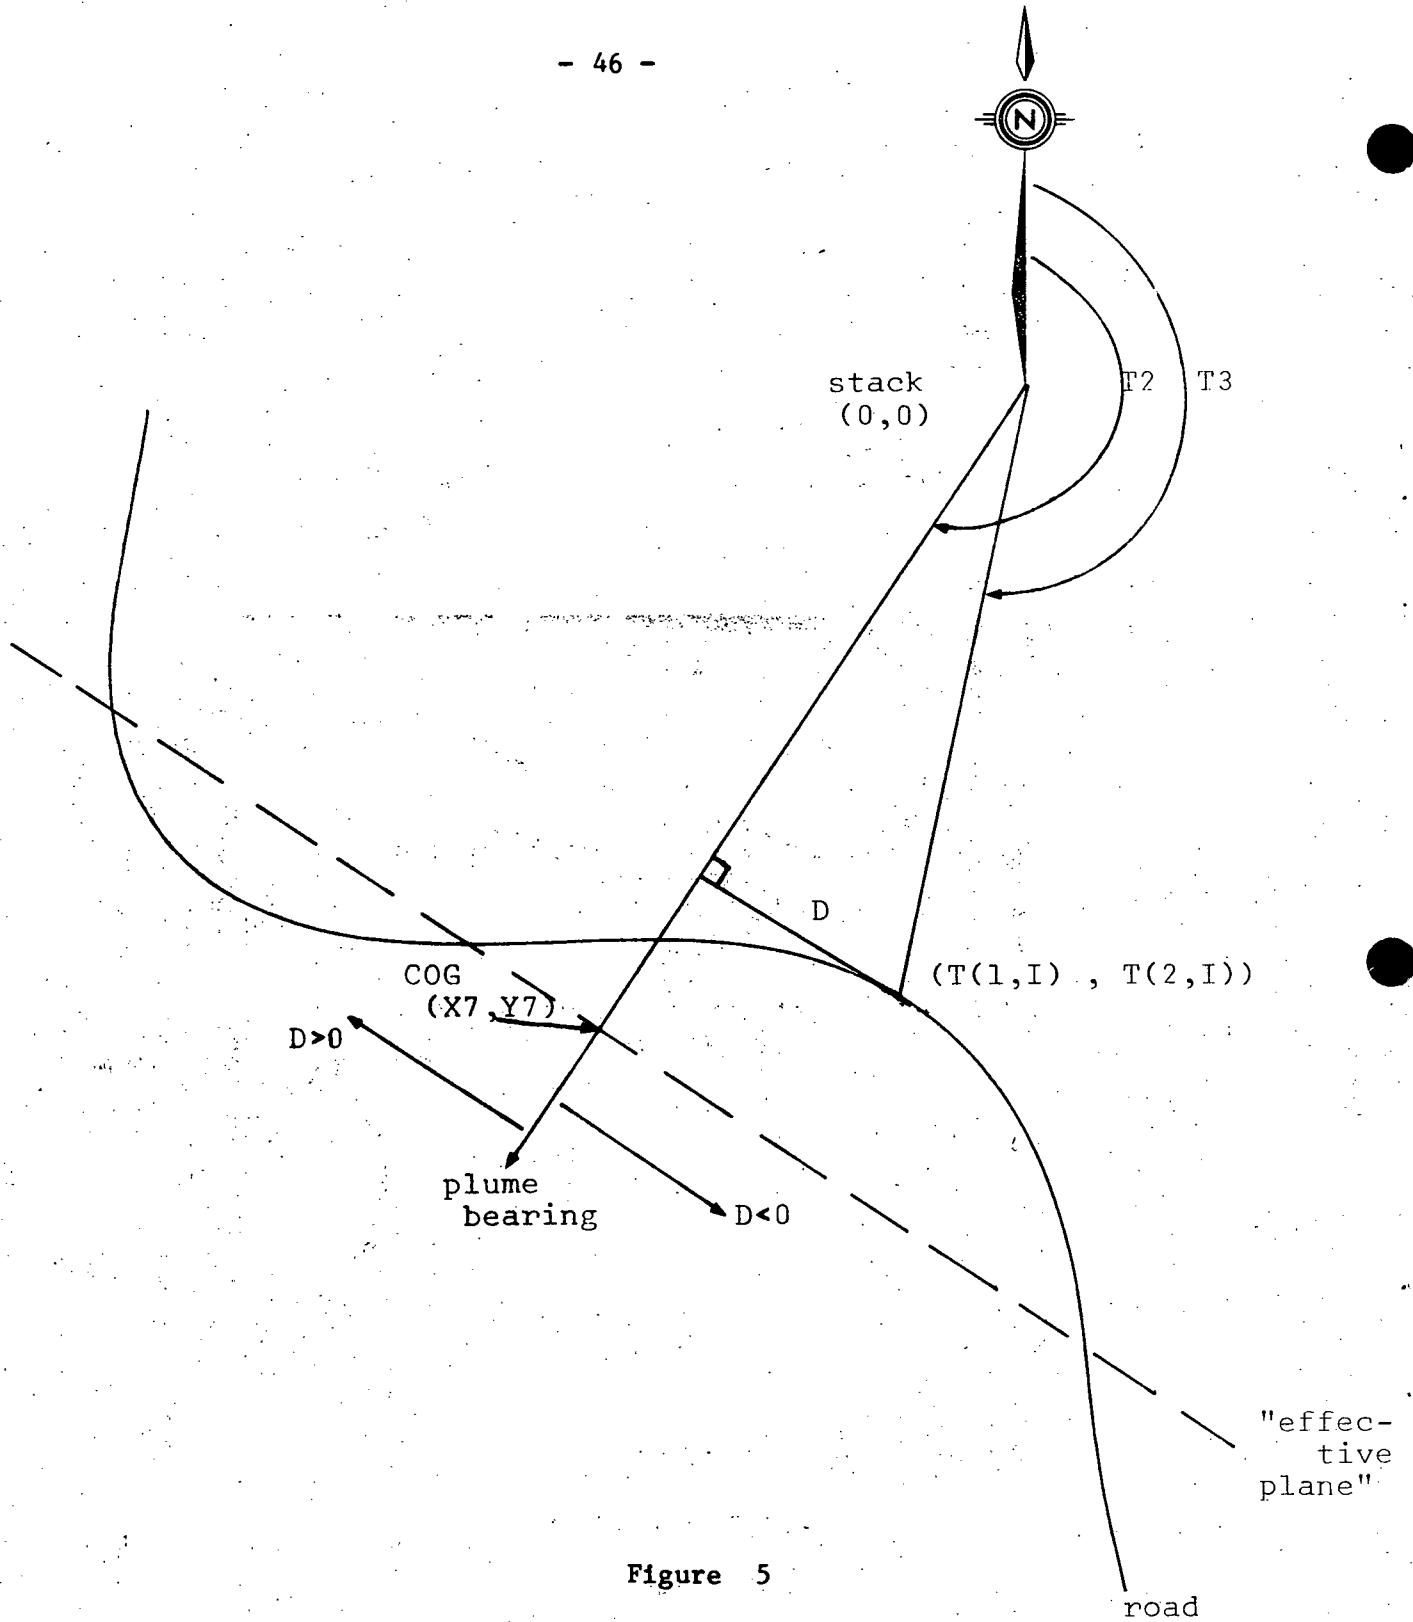 - 46 -
N
stack
(0,0)
T2
T3
D
COG
(X7,Y7)
(T(1,I) , T(2,I))
D>0
plume
bearing
D<0
"effec-
tive
plane"
Figure 5
road